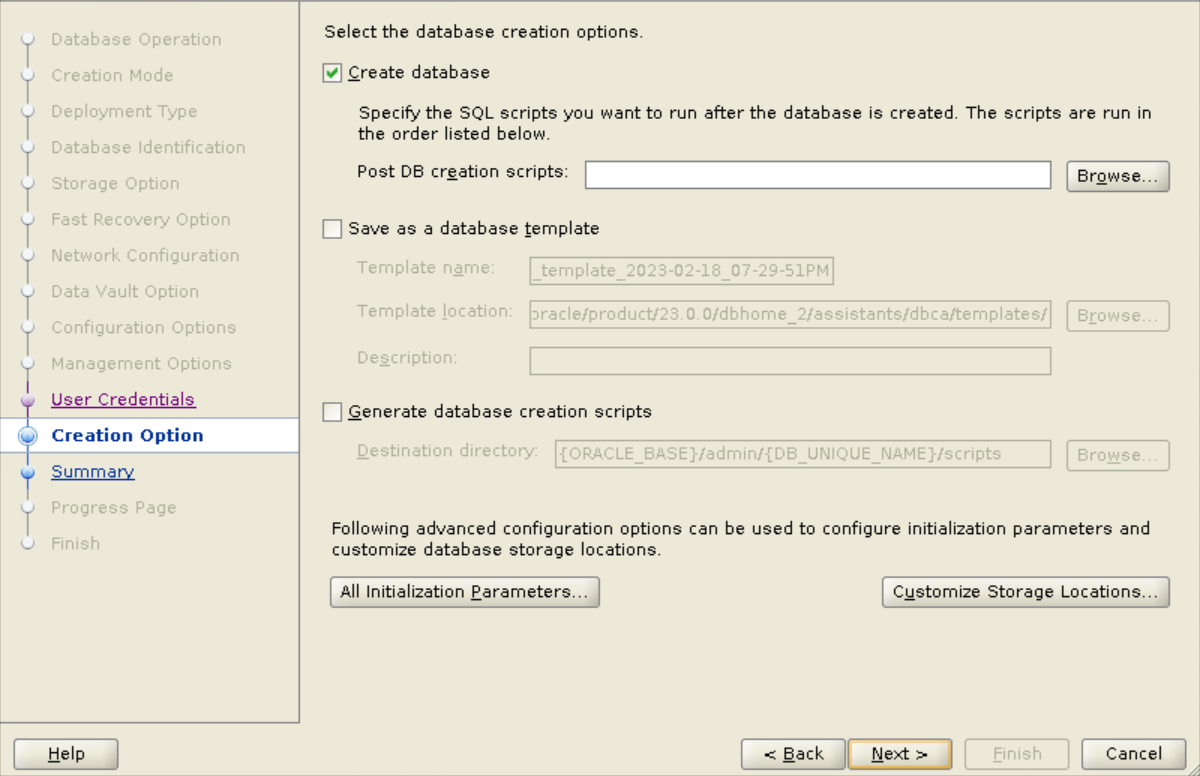 Database Operation
Creation Mode
Deployment Type
Database Identification
Storage Option
Fast Recovery Option
Network Configuration
Data Vault Option
Configuration Options
Management Options
User Credentials
Creation Option
Summary
Progress Page
Finish
Select the database creation options.
Create database
Specify the SQL scripts you want to run after the database is created. The scripts are run in
the order listed below.
Post DB creation scripts:
Browse...
Save as a database template
Template name: _template_2023-02-18_07-29-51PM
Template location: oracle/product/23.0.0/dbhome_2/assistants/dbca/templates/ Browse...
Description:
Generate database creation scripts
Destination directory: {ORACLE_BASE}/admin/{DB_UNIQUE_NAME}/scripts Browse...
Following advanced configuration options can be used to configure initialization parameters and
customize database storage locations.
All Initialization Parameters... Customize Storage Locations...
Help < Back Next > Finish Cancel